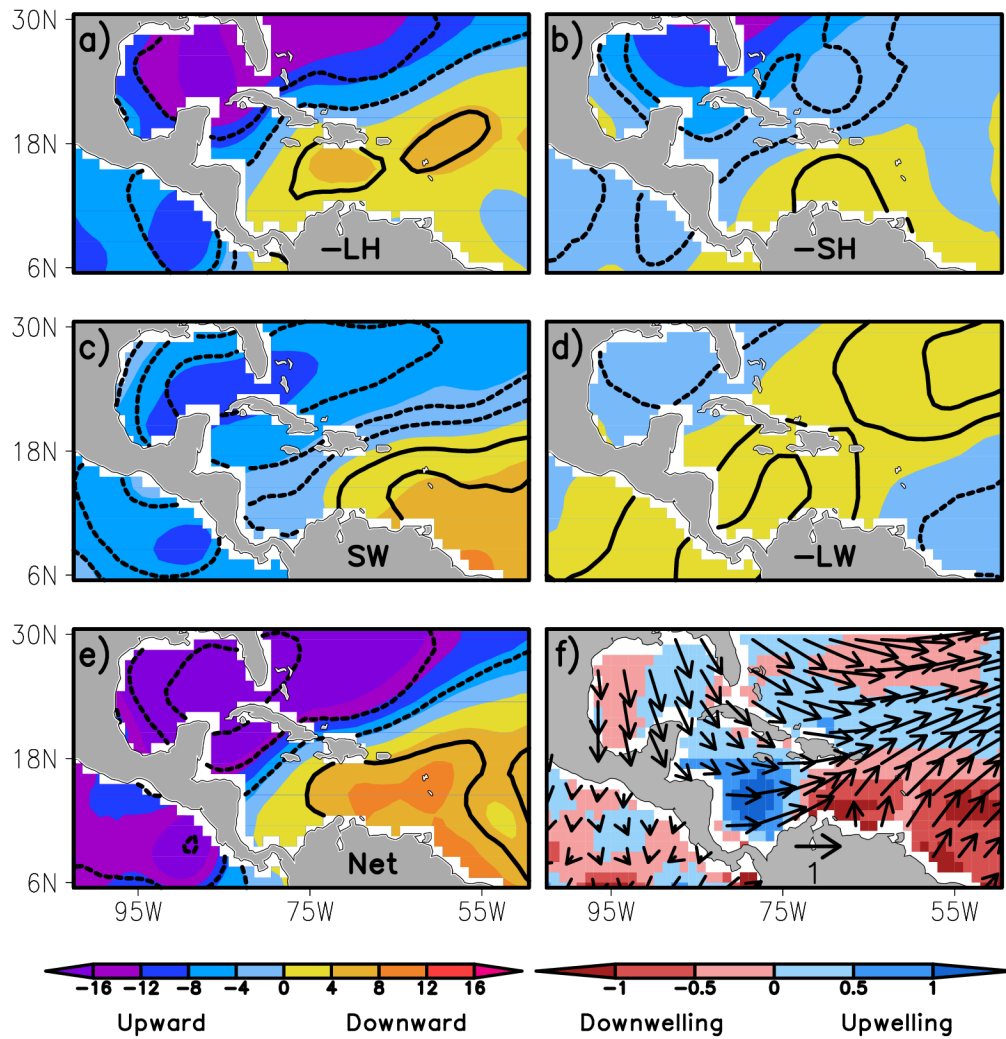 30N a) b)
18N
6N -LH -SH
30N c) d)
18N
6N SW -LW
30N e) f)
18N
6N Net 1
95W 75W 55W 95W 75W 55W
-16 -12 -8 -4 0 4 8 12 16 -1 -0.5 0 0.5 1
Upward Downward Downwelling Upwelling